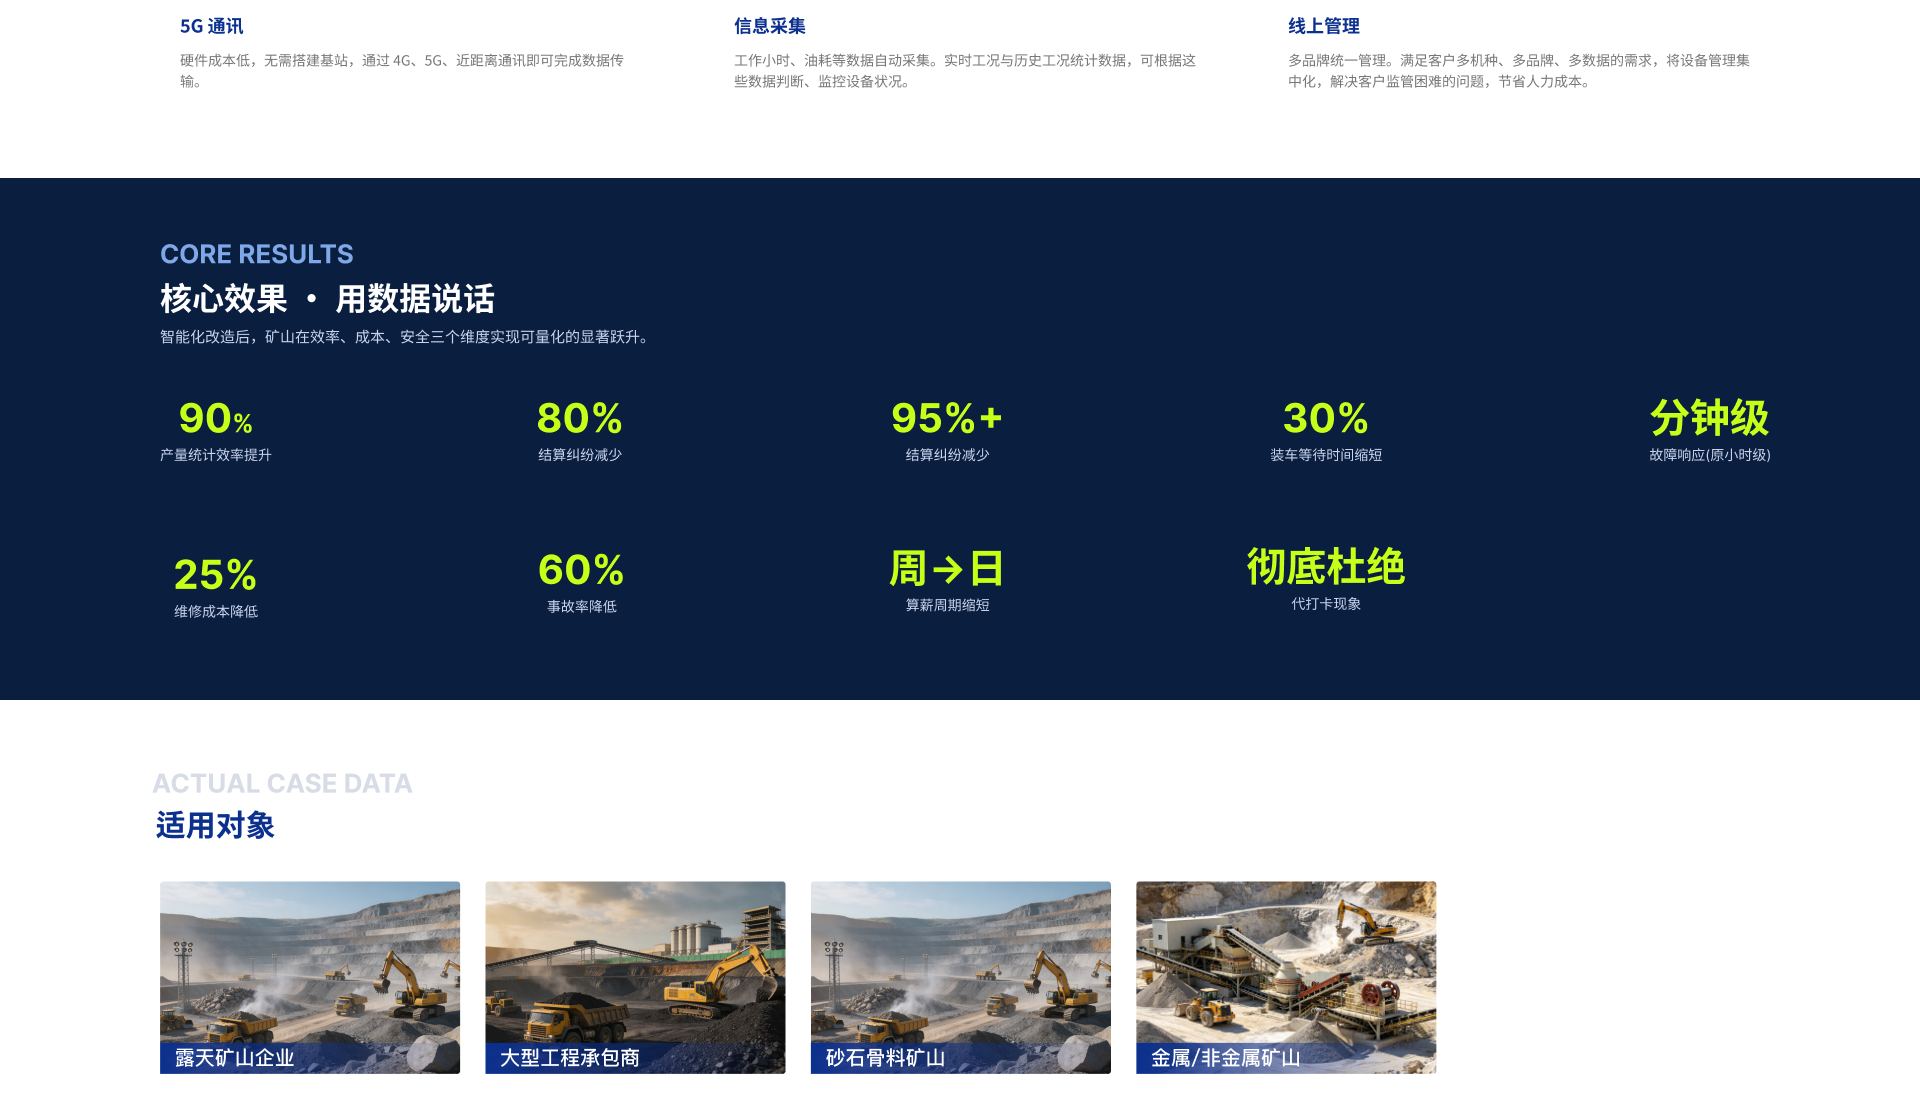 5G 通讯
硬件成本低，无需搭建基站，通过 4G、5G、近距离通讯即可完成数据传
输。
信息采集
工作小时、油耗等数据自动采集。实时工况与历史工况统计数据，可根据这
些数据判断、监控设备状况。
线上管理
多品牌统一管理。满足客户多机种、多品牌、多数据的需求，将设备管理集
中化，解决客户监管困难的问题，节省人力成本。
CORE RESULTS
核心效果 · 用数据说话
智能化改造后，矿山在效率、成本、安全三个维度实现可量化的显著跃升。
90%
产量统计效率提升
80%
结算纠纷减少
95%+
结算纠纷减少
30%
装车等待时间缩短
分钟级
故障响应(原小时级)
25%
维修成本降低
60%
事故率降低
周→日
算薪周期缩短
彻底杜绝
代打卡现象
ACTUAL CASE DATA
适用对象
露天矿山企业
大型工程承包商
砂石骨料矿山
金属/非金属矿山